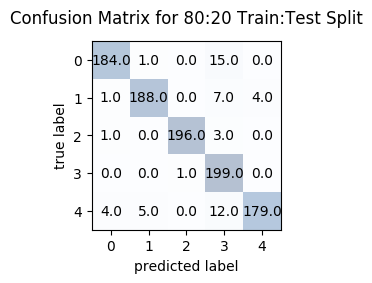 Confusion Matrix for 80:20 Train:Test Split
0 184.0 1.0 0.0 15.0 0.0
1 1.0 188.0 0.0 7.0 4.0
2 1.0 0.0 196.0 3.0 0.0
3 0.0 0.0 1.0 199.0 0.0
4 4.0 5.0 0.0 12.0 179.0
true label
0 1 2 3 4
predicted label